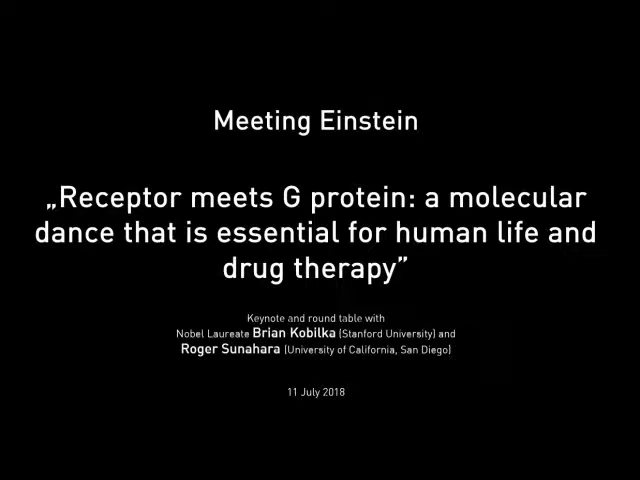 Meeting Einstein
„Receptor meets G protein: a molecular
dance that is essential for human life and
drug therapy”
Keynote and round table with
Nobel Laureate Brian Kobilka (Stanford University) and
Roger Sunahara (University of California, San Diego)
11 July 2018